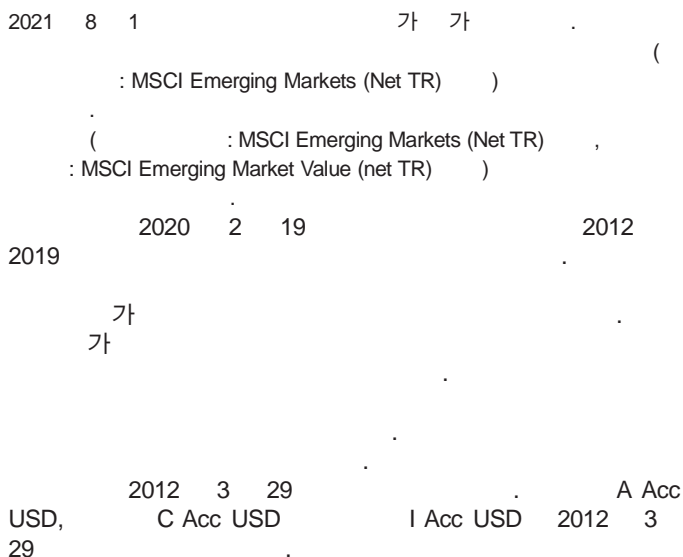 2021 8 1 가 가 .
(
: MSCI Emerging Markets (Net TR) )
.
( : MSCI Emerging Markets (Net TR) ,
: MSCI Emerging Market Value (net TR) )
.
2020 2 19 2012
2019 .
가 .
가
.
.
.
2012 3 29 . A Acc
USD, C Acc USD I Acc USD 2012 3
29 .